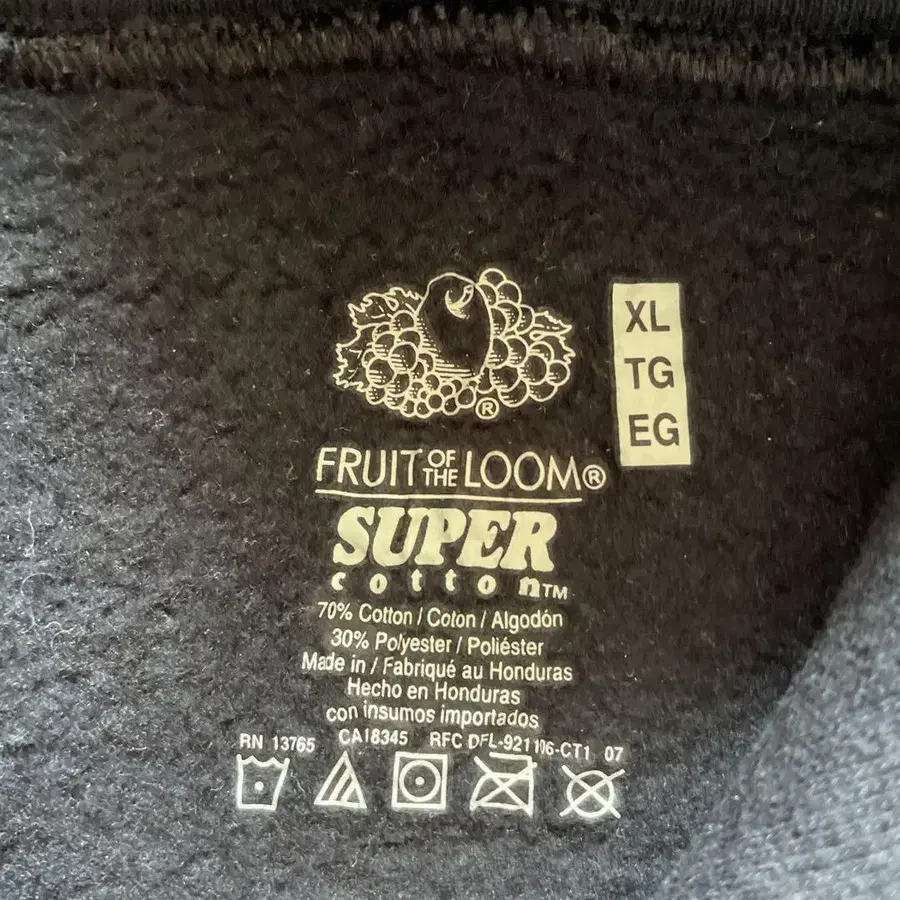 XL
TG
EG
FRUIT OF THE LOOM®
SUPER
cotton™
70% Cotton / Coton / Algodón
30% Polyester / Poliéster
Made in / Fabriqué au Honduras
Hecho en Honduras
con insumos importados
RN 13765 CA18345 RFC DFL-921106-CT1 07